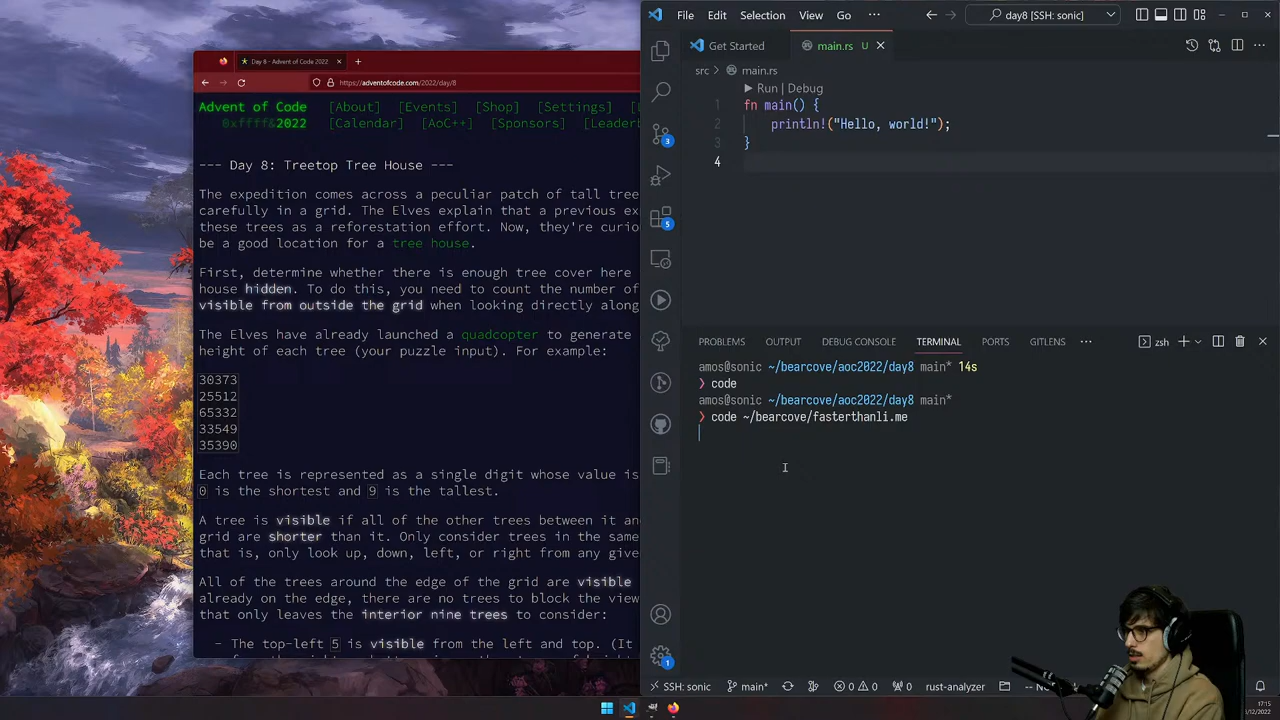 Day 8 - Advent of Code 2022
https://adventofcode.com/2022/day/8
Advent of Code [About] [Events] [Shop] [Settings] [
0xffff&2022 [Calendar] [AoC++] [Sponsors] [Leaderb
--- Day 8: Treetop Tree House ---
The expedition comes across a peculiar patch of tall tree
carefully in a grid. The Elves explain that a previous ex
these trees as a reforestation effort. Now, they're curio
be a good location for a tree house.
First, determine whether there is enough tree cover here
house hidden. To do this, you need to count the number of
visible from outside the grid when looking directly along
The Elves have already launched a quadcopter to generate
height of each tree (your puzzle input). For example:
30373
25512
65332
33549
35390
Each tree is represented as a single digit whose value is
0 is the shortest and 9 is the tallest.
A tree is visible if all of the other trees between it an
grid are shorter than it. Only consider trees in the same
that is, only look up, down, left, or right from any give
All of the trees around the edge of the grid are visible
already on the edge, there are no trees to block the view
that only leaves the interior nine trees to consider:
- The top-left 5 is visible from the left and top. (It
File Edit Selection View Go ··· day8 [SSH: sonic]
Get Started main.rs U
src > main.rs
Run | Debug
1 fn main() {
2 println!("Hello, world!");
3 }
4
3
5
1
PROBLEMS OUTPUT DEBUG CONSOLE TERMINAL PORTS GITLENS ··· zsh
amos@sonic ~/bearcove/aoc2022/day8 main* 14s
❯ code
amos@sonic ~/bearcove/aoc2022/day8 main*
❯ code ~/bearcove/fasterthanli.me
SSH: sonic main* 0 0 0 rust-analyzer
17:15